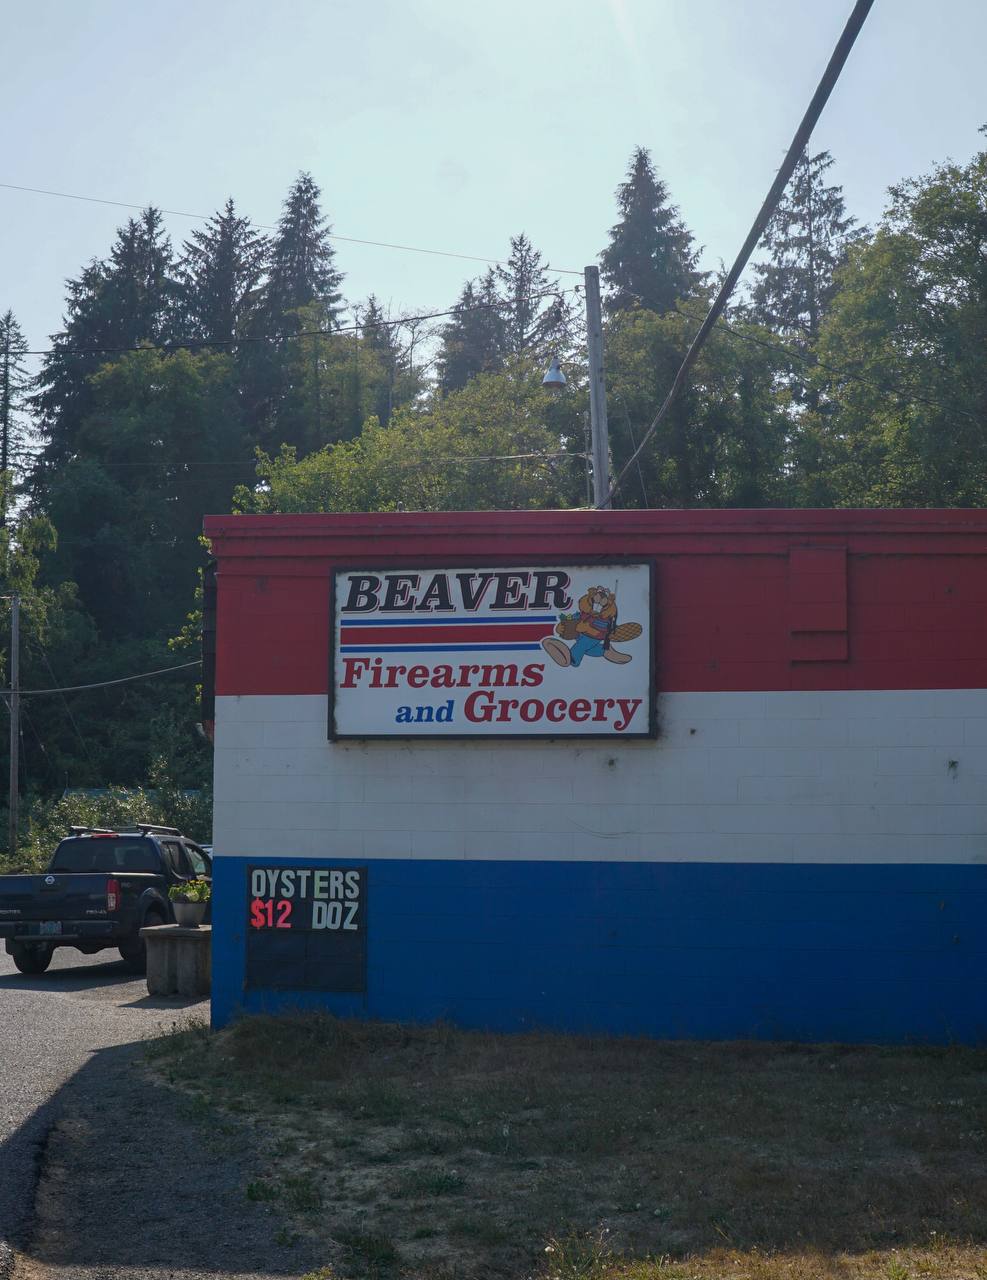 BEAVER
Firearms
and Grocery
OYSTERS
$12 DOZ